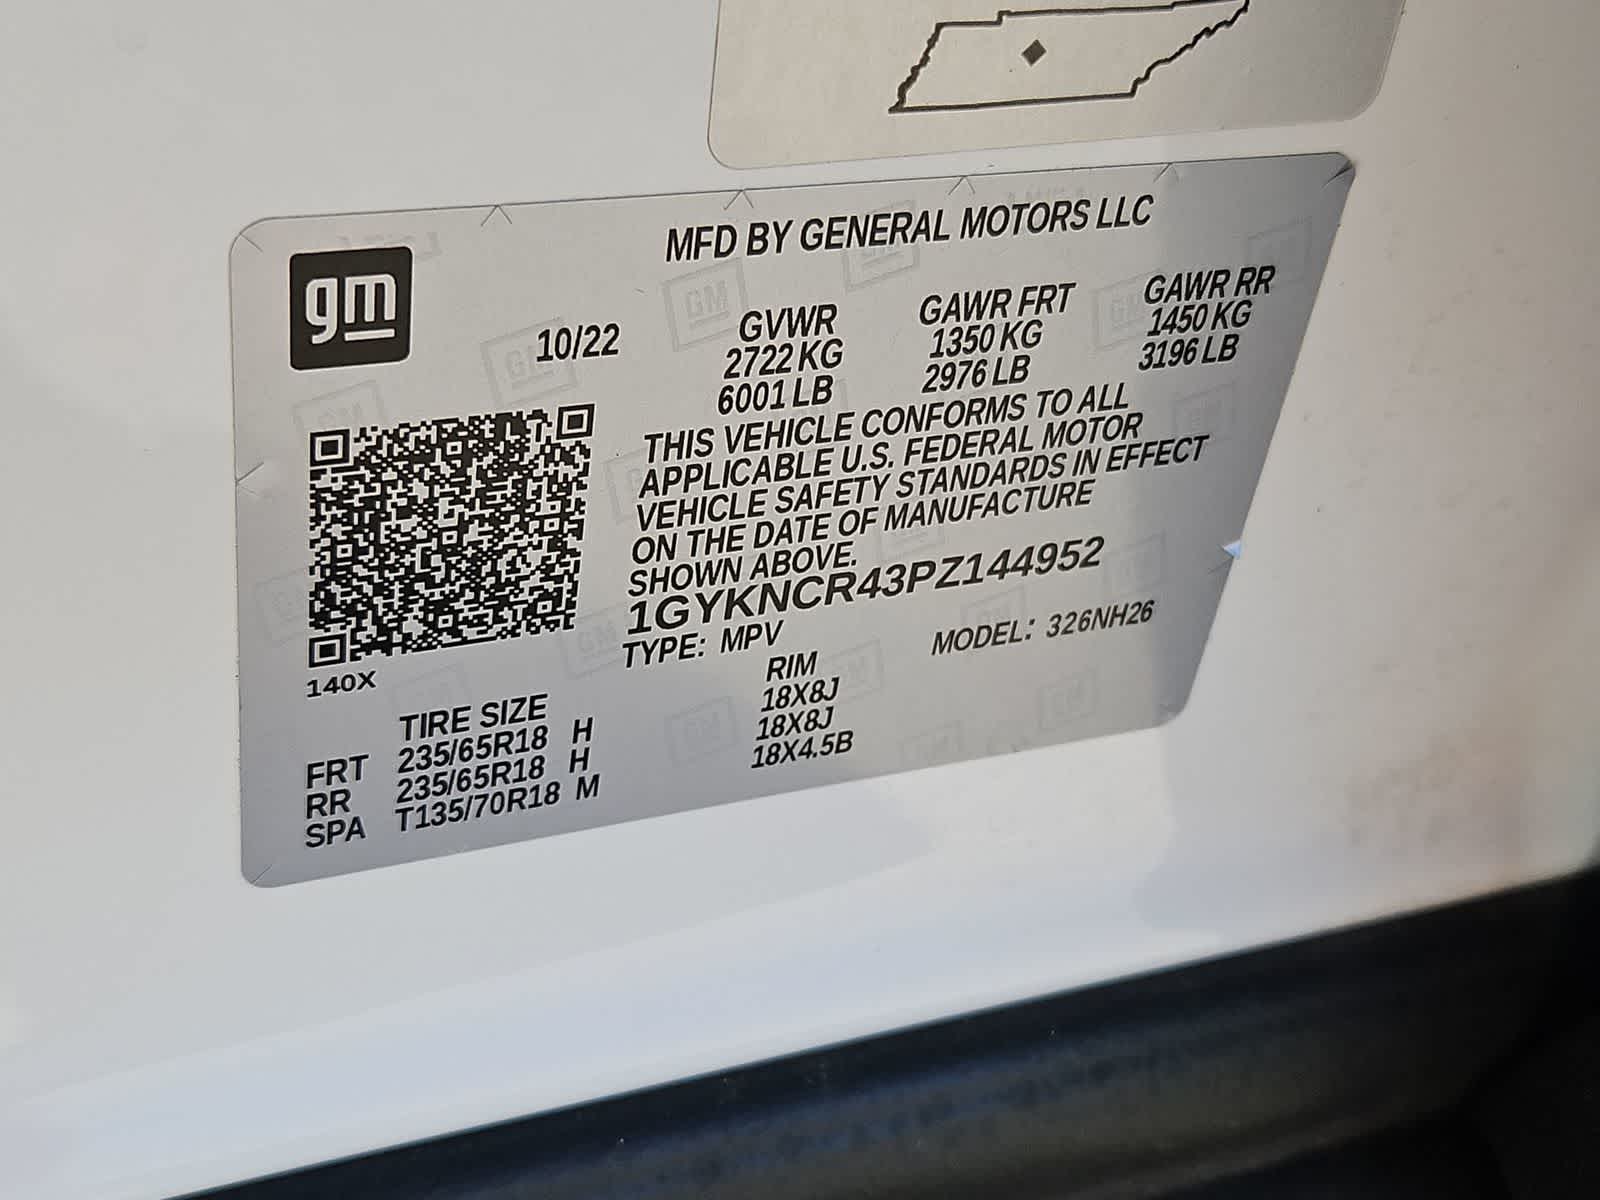 MFD BY GENERAL MOTORS LLC
gm
10/22
GVWR GAWR FRT GAWR RR
2722 KG 1350 KG 1450 KG
6001 LB 2976 LB 3196 LB
THIS VEHICLE CONFORMS TO ALL
APPLICABLE U.S. FEDERAL MOTOR
VEHICLE SAFETY STANDARDS IN EFFECT
ON THE DATE OF MANUFACTURE
SHOWN ABOVE.
1GYKNCR43PZ144952
TYPE: MPV MODEL: 326NH26
140X
TIRE SIZE RIM
FRT 235/65R18 H 18X8J
RR 235/65R18 H 18X8J
SPA T135/70R18 M 18X4.5B